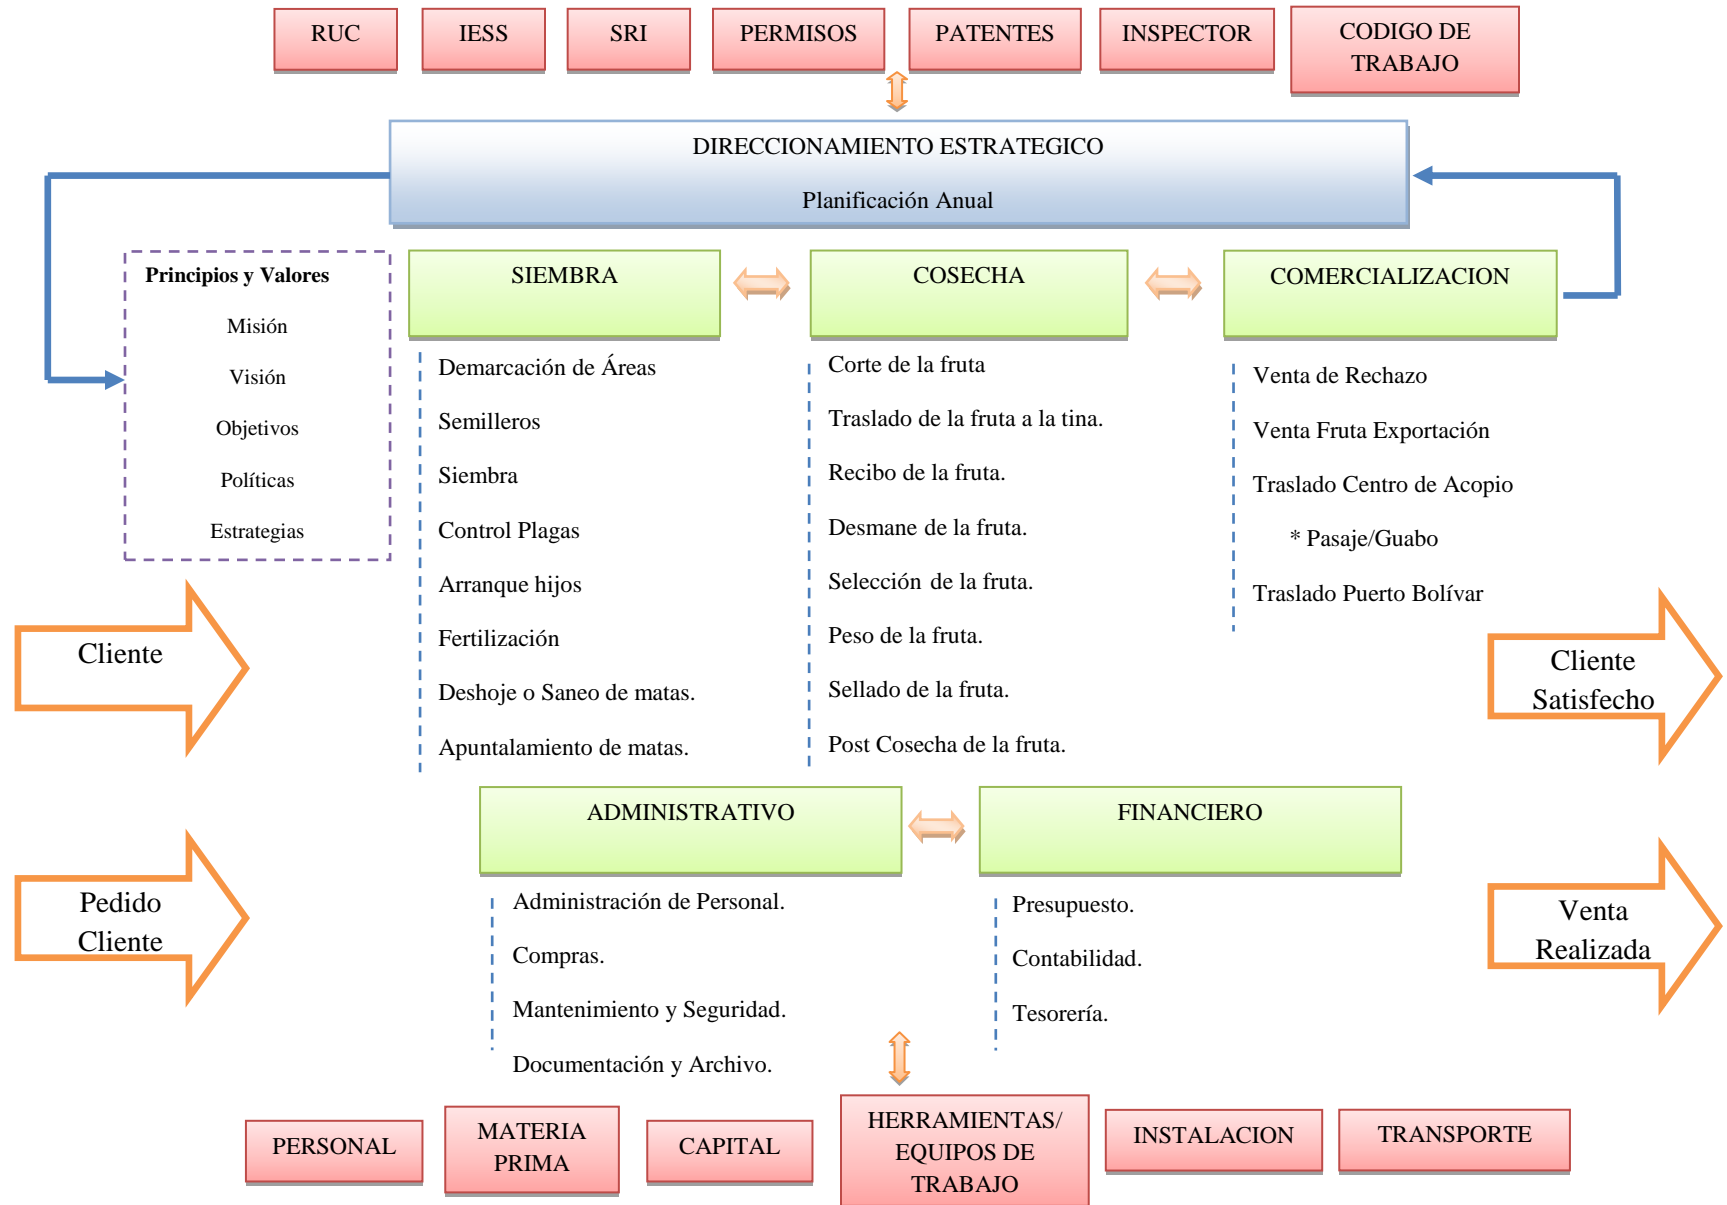 RUC
IESS
SRI
PERMISOS
PATENTES
INSPECTOR
CODIGO DE
TRABAJO
DIRECCIONAMIENTO ESTRATEGICO
Planificación Anual
Principios y Valores
Misión
Visión
Objetivos
Políticas
Estrategias
SIEMBRA
Demarcación de Áreas
Semilleros
Siembra
Control Plagas
Arranque hijos
Fertilización
Deshoje o Saneo de matas.
Apuntalamiento de matas.
COSECHA
Corte de la fruta
Traslado de la fruta a la tina.
Recibo de la fruta.
Desmane de la fruta.
Selección de la fruta.
Peso de la fruta.
Sellado de la fruta.
Post Cosecha de la fruta.
COMERCIALIZACION
Venta de Rechazo
Venta Fruta Exportación
Traslado Centro de Acopio
* Pasaje/Guabo
Traslado Puerto Bolívar
Cliente
Cliente
Satisfecho
Pedido
Cliente
Venta
Realizada
ADMINISTRATIVO
Administración de Personal.
Compras.
Mantenimiento y Seguridad.
Documentación y Archivo.
FINANCIERO
Presupuesto.
Contabilidad.
Tesorería.
PERSONAL
MATERIA
PRIMA
CAPITAL
HERRAMIENTAS/
EQUIPOS DE
TRABAJO
INSTALACION
TRANSPORTE